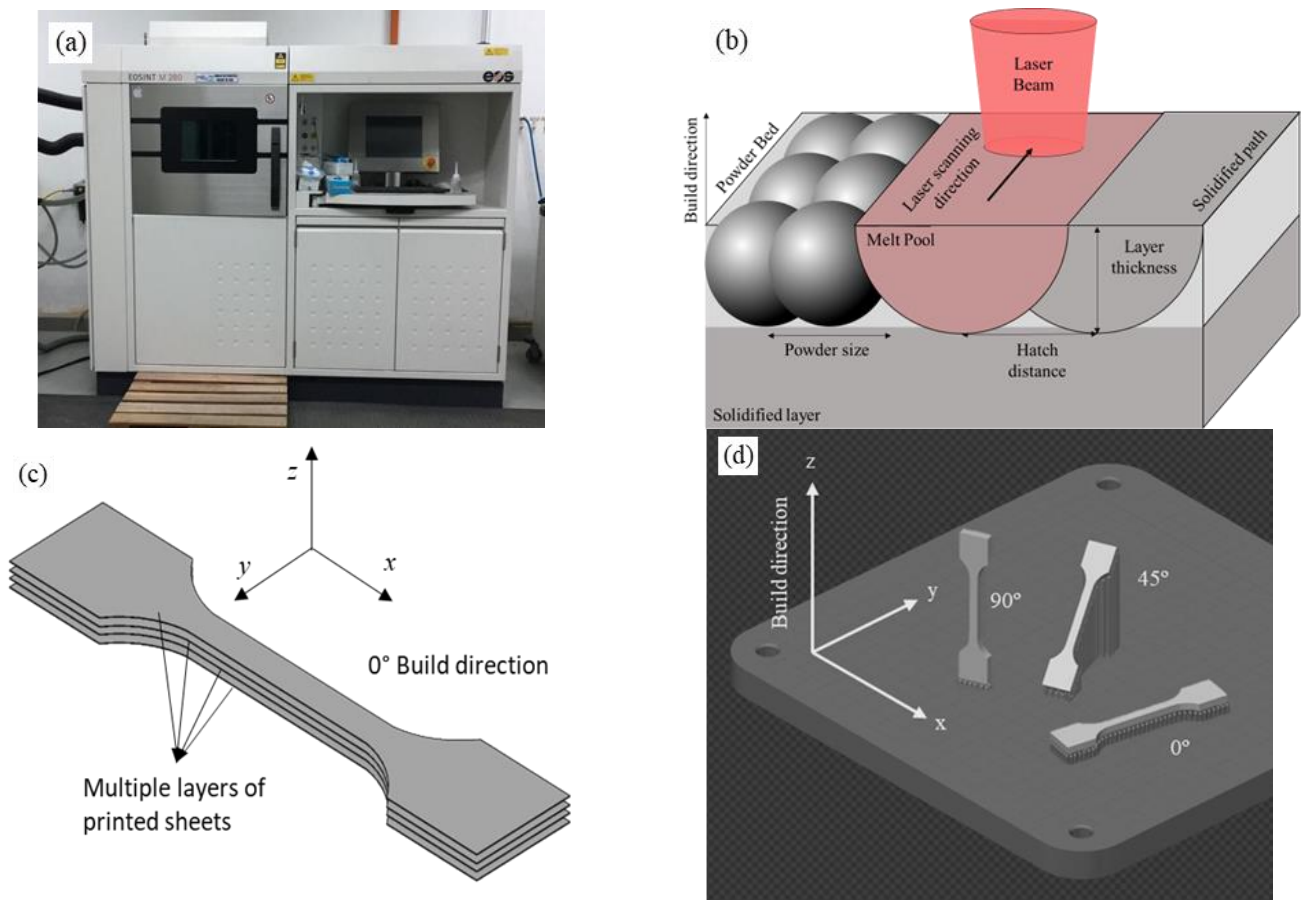 (a)
EOSINT M 280
eos
(b)
Laser
Beam
Build direction
Powder Bed
Laser scanning
direction
Solidified path
Melt Pool
Layer
thickness
Powder size
Hatch
distance
Solidified layer
(c)
z
y
x
0° Build direction
Multiple layers of
printed sheets
(d)
z
Build direction
y
x
90°
45°
0°